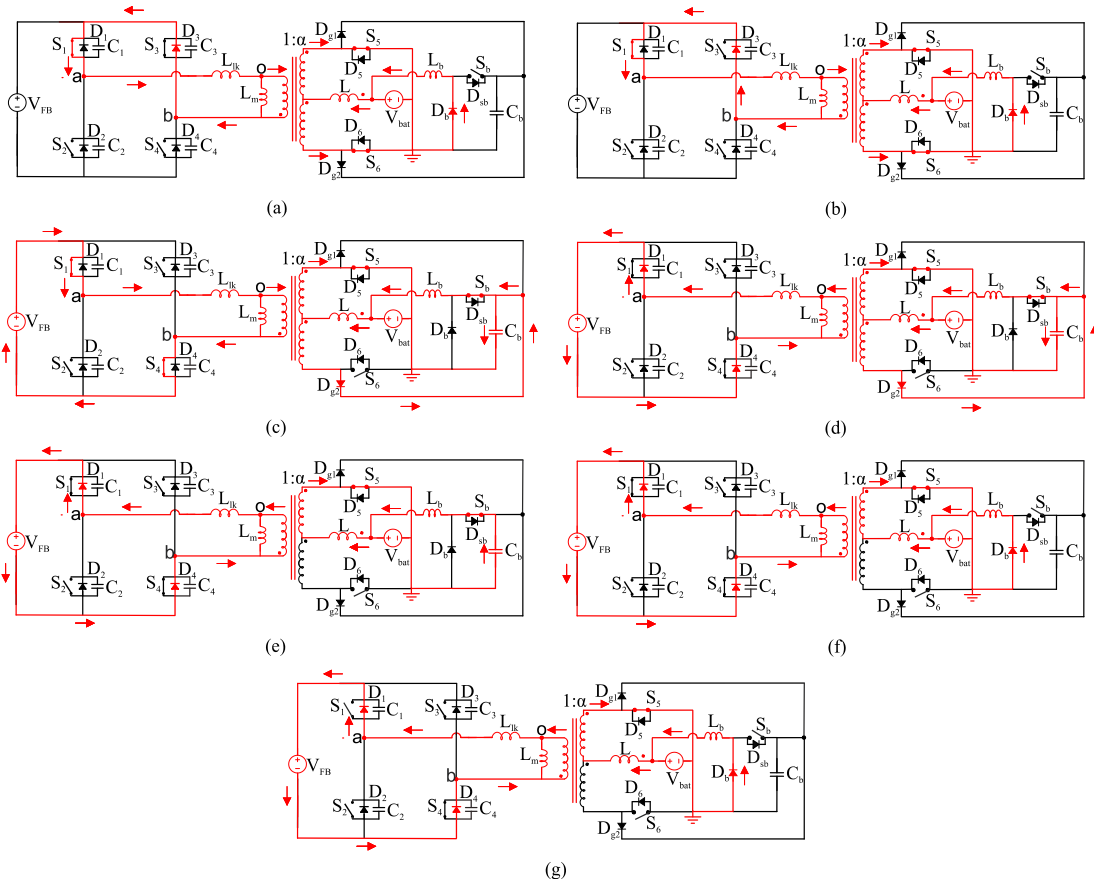 S1 D1 C1 S3 D3 C3 Llk 1:α Dg1 S5 D5 Lb Sb Dsb
VFB a o Lm L Vbat Db Cb
b S2 D2 C2 S4 D4 C4 D6 S6 Dg2
(a)
S1 D1 C1 S3 D3 C3 Llk 1:α Dg1 S5 D5 Lb Sb Dsb
VFB a o Lm L Vbat Db Cb
b S2 D2 C2 S4 D4 C4 D6 S6 Dg2
(b)
S1 D1 C1 S3 D3 C3 Llk 1:α Dg1 S5 D5 Lb Sb Dsb
VFB a o Lm L Vbat Db Cb
b S2 D2 C2 S4 D4 C4 D6 S6 Dg2
(c)
S1 D1 C1 S3 D3 C3 Llk 1:α Dg1 S5 D5 Lb Sb Dsb
VFB a o Lm L Vbat Db Cb
b S2 D2 C2 S4 D4 C4 D6 S6 Dg2
(d)
S1 D1 C1 S3 D3 C3 Llk 1:α Dg1 S5 D5 Lb Sb Dsb
VFB a o Lm L Vbat Db Cb
b S2 D2 C2 S4 D4 C4 D6 S6 Dg2
(e)
S1 D1 C1 S3 D3 C3 Llk 1:α Dg1 S5 D5 Lb Sb Dsb
VFB a o Lm L Vbat Db Cb
b S2 D2 C2 S4 D4 C4 D6 S6 Dg2
(f)
S1 D1 C1 S3 D3 C3 Llk 1:α Dg1 S5 D5 Lb Sb Dsb
VFB a o Lm L Vbat Db Cb
b S2 D2 C2 S4 D4 C4 D6 S6 Dg2
(g)